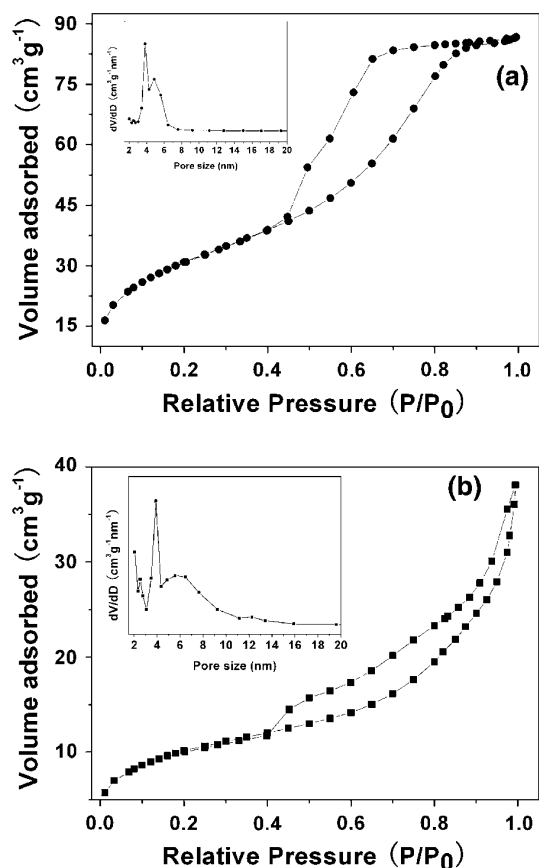 dV/dD (cm³g⁻¹nm⁻¹)
2 4 6 8 10 12 14 16 18 20
Pore size (nm)
(a)
Volume adsorbed (cm³g⁻¹)
90
75
60
45
30
15
0.0 0.2 0.4 0.6 0.8 1.0
Relative Pressure (P/P₀)
dV/dD (cm³g⁻¹nm⁻¹)
2 4 6 8 10 12 14 16 18 20
Pore size (nm)
(b)
Volume adsorbed (cm³g⁻¹)
40
30
20
10
0
0.0 0.2 0.4 0.6 0.8 1.0
Relative Pressure (P/P₀)